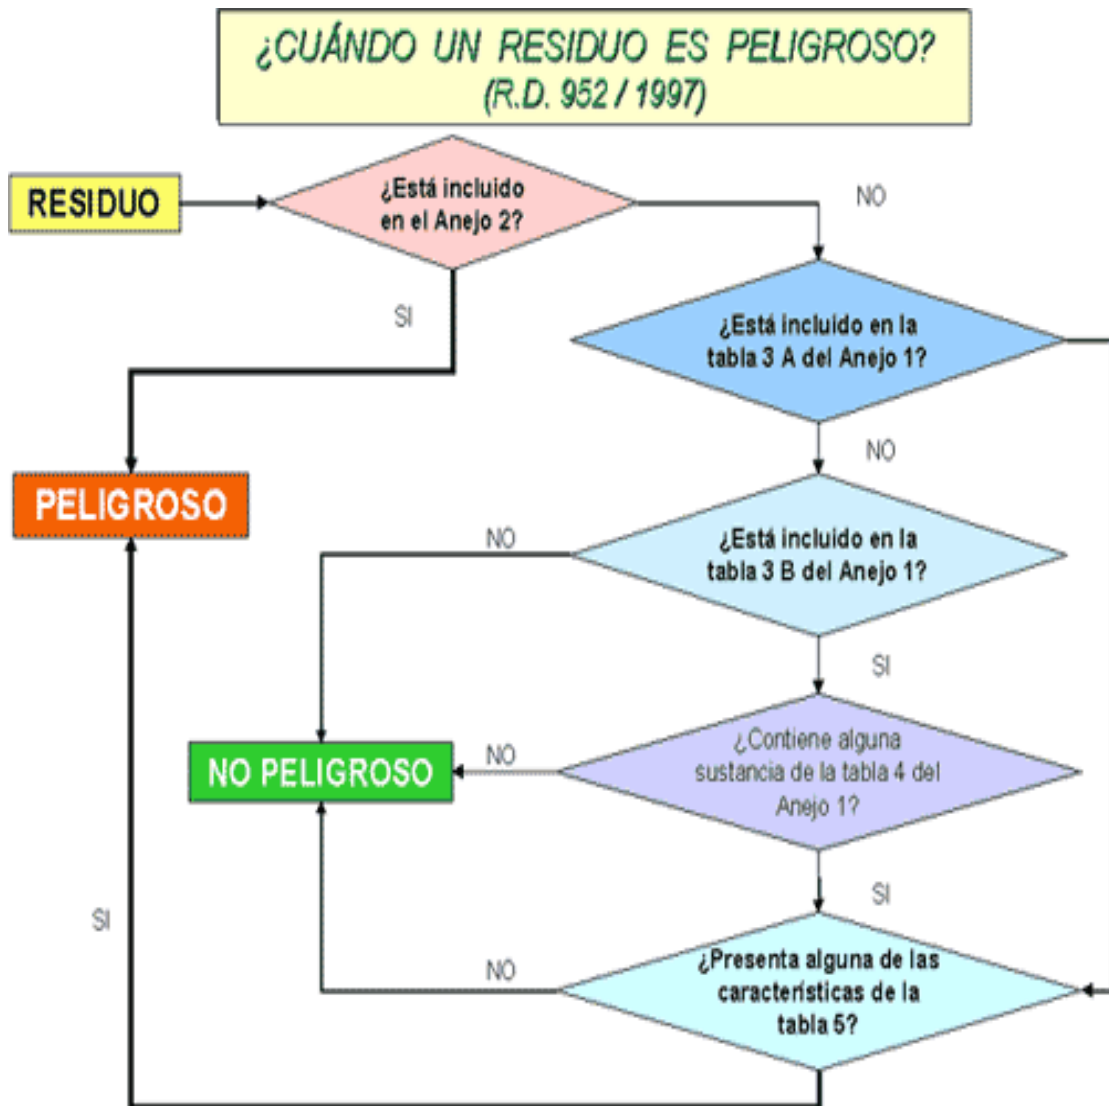 ¿CUÁNDO UN RESIDUO ES PELIGROSO?
(R.D. 952 / 1997)
RESIDUO
¿Está incluido
en el Anejo 2?
NO
SI
¿Está incluido en la
tabla 3 A del Anejo 1?
NO
PELIGROSO
¿Está incluido en la
tabla 3 B del Anejo 1?
NO
SI
¿Contiene alguna
sustancia de la tabla 4 del
Anejo 1?
NO
NO PELIGROSO
SI
¿Presenta alguna de las
características de la
tabla 5?
NO
SI